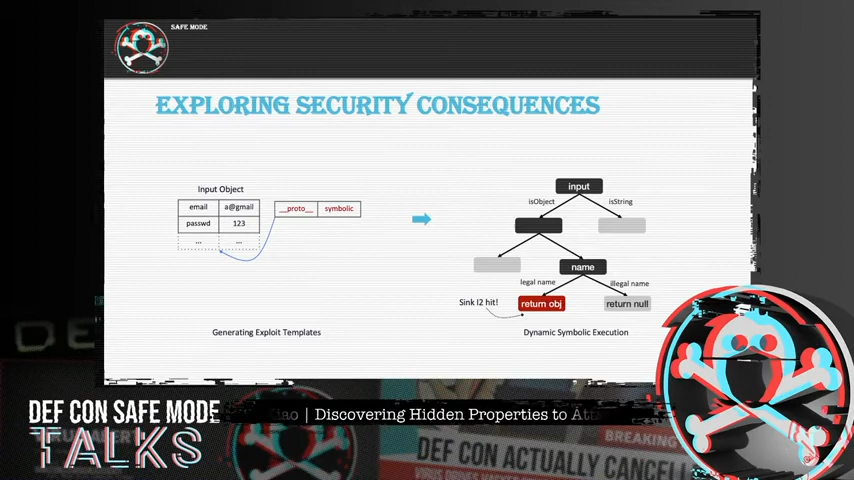 SAFE MODE
EXPLORING SECURITY CONSEQUENCES
Input Object
email a@gmail
passwd 123
... ...
__proto__ symbolic
Generating Exploit Templates
input
isObject isString
name
legal name illegal name
Sink I2 hit!
return obj return null
Dynamic Symbolic Execution
DEF CON SAFE MODE
TALKS
| Discovering Hidden Properties to
BREAKING
DEF CON ACTUALLY CANCELL